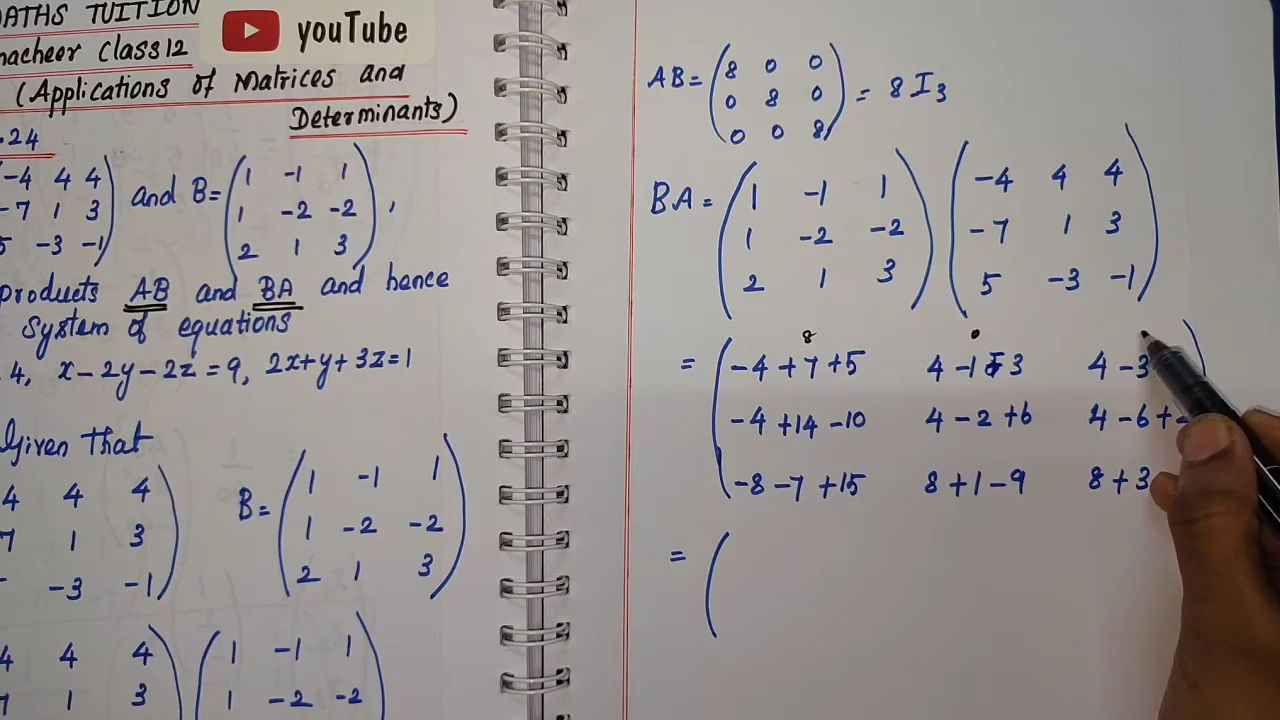 MATHS TUITION
YouTube
Samacheer Class 12
(Applications of Matrices and
Determinants)
.24
-4 4 4
-7 1 3
5 -3 -1
and B=
1 -1 1
1 -2 -2
2 1 3
,
products AB and BA and hence
System of equations
4, x-2y-2z=9, 2x+y+3z=1
Given that
4 4 4
7 1 3
-3 -1
B=
1 -1 1
1 -2 -2
2 1 3
4 4 4
7 1 3
1 -1 1
1 -2 -2
AB=
8 0 0
0 8 0
0 0 8
= 8I₃
BA=
1 -1 1
1 -2 -2
2 1 3
-4 4 4
-7 1 3
5 -3 -1
8 0
= (-4+7+5 4-1-3 4-3
-4+14-10 4-2+6 4-6+2
-8-7+15 8+1-9 8+3
= (